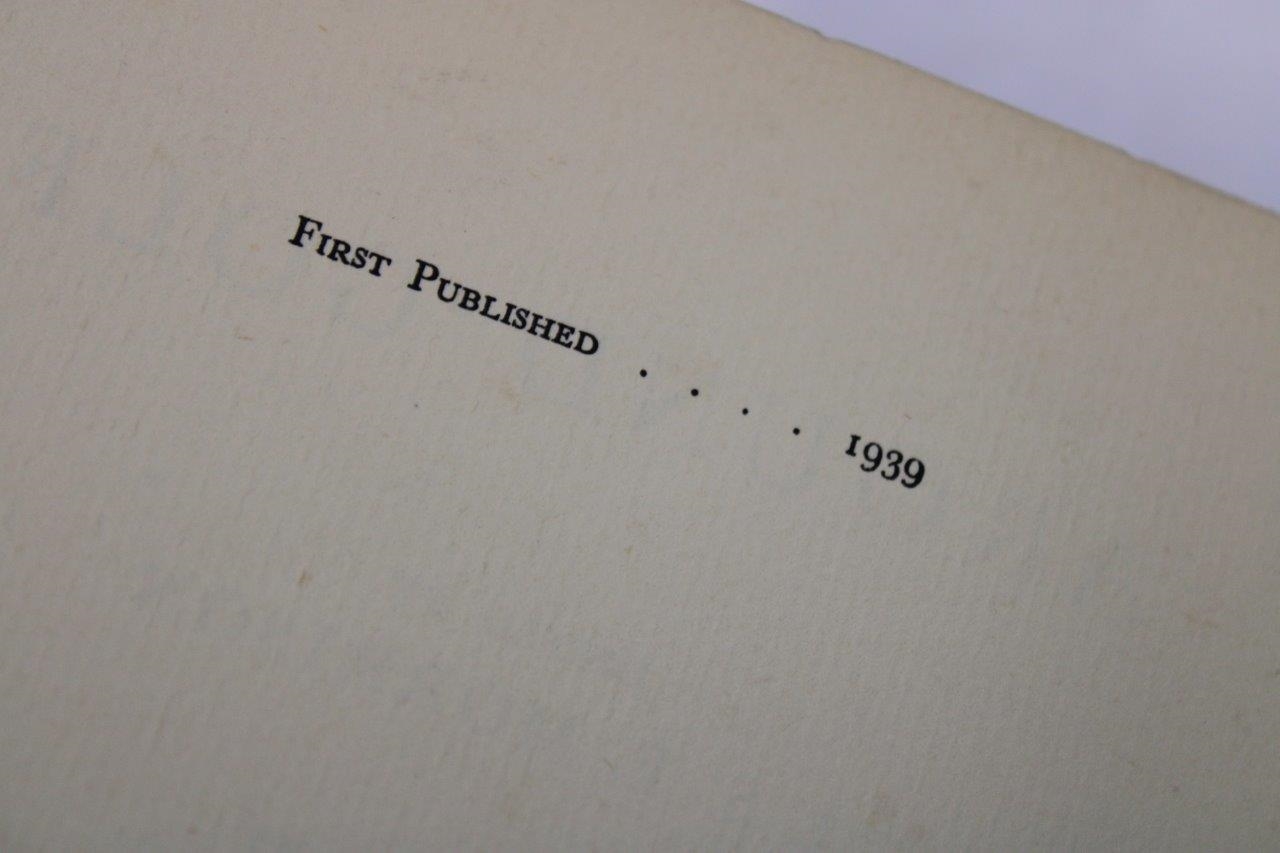 First Published . . . . 1939